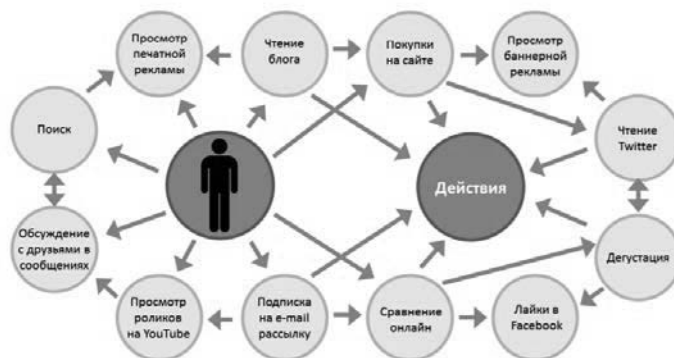 Просмотр
печатной
рекламы
Чтение
блога
Покупки
на сайте
Просмотр
баннерной
рекламы
Поиск
Чтение
Twitter
Действия
Обсуждение
с друзьями в
сообщениях
Дегустация
Просмотр
роликов
на YouTube
Подписка
на e-mail
рассылку
Сравнение
онлайн
Лайки в
Facebook